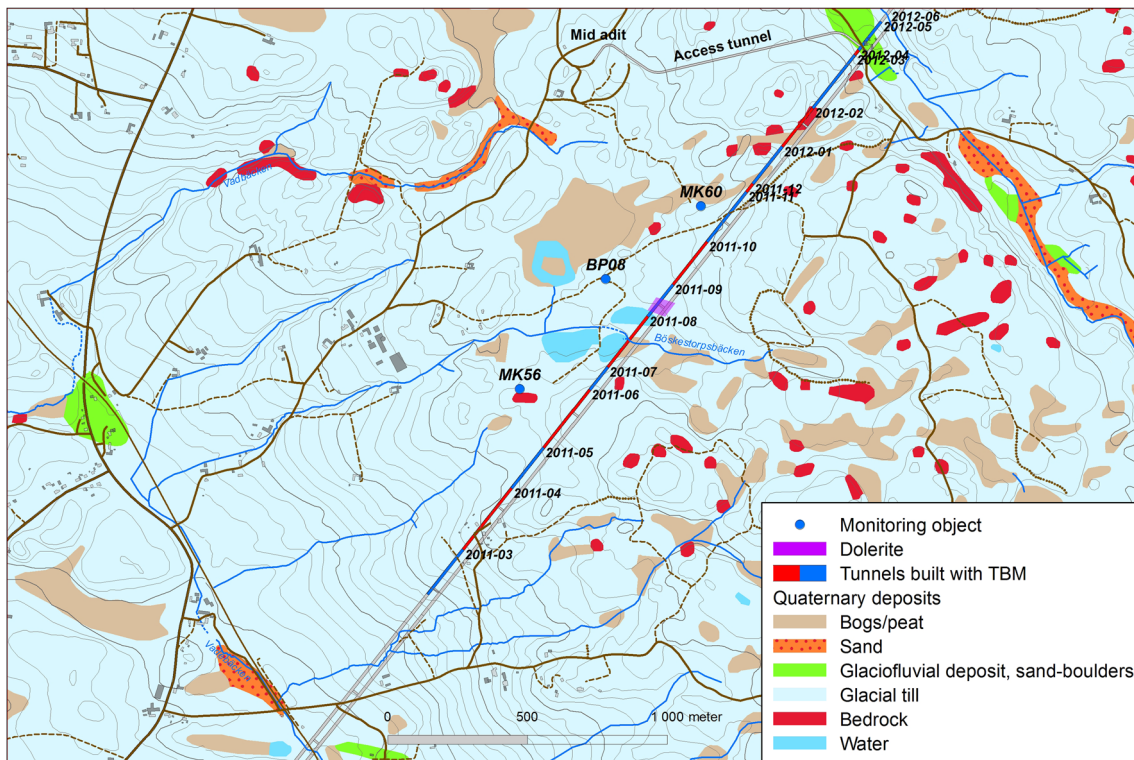 2012-06
2012-05
Mid adit
Access tunnel
2012-04
2012-03
2012-02
2012-01
Vadbäcken
MK60
2011-12
2011-11
2011-10
BP08
2011-09
2011-08
Böskestorpsbäcken
2011-07
MK56
2011-06
2011-05
2011-04
2011-03
Vadbäcken
0 500 1 000 meter
Monitoring object
Dolerite
Tunnels built with TBM
Quaternary deposits
Bogs/peat
Sand
Glaciofluvial deposit, sand-boulders
Glacial till
Bedrock
Water